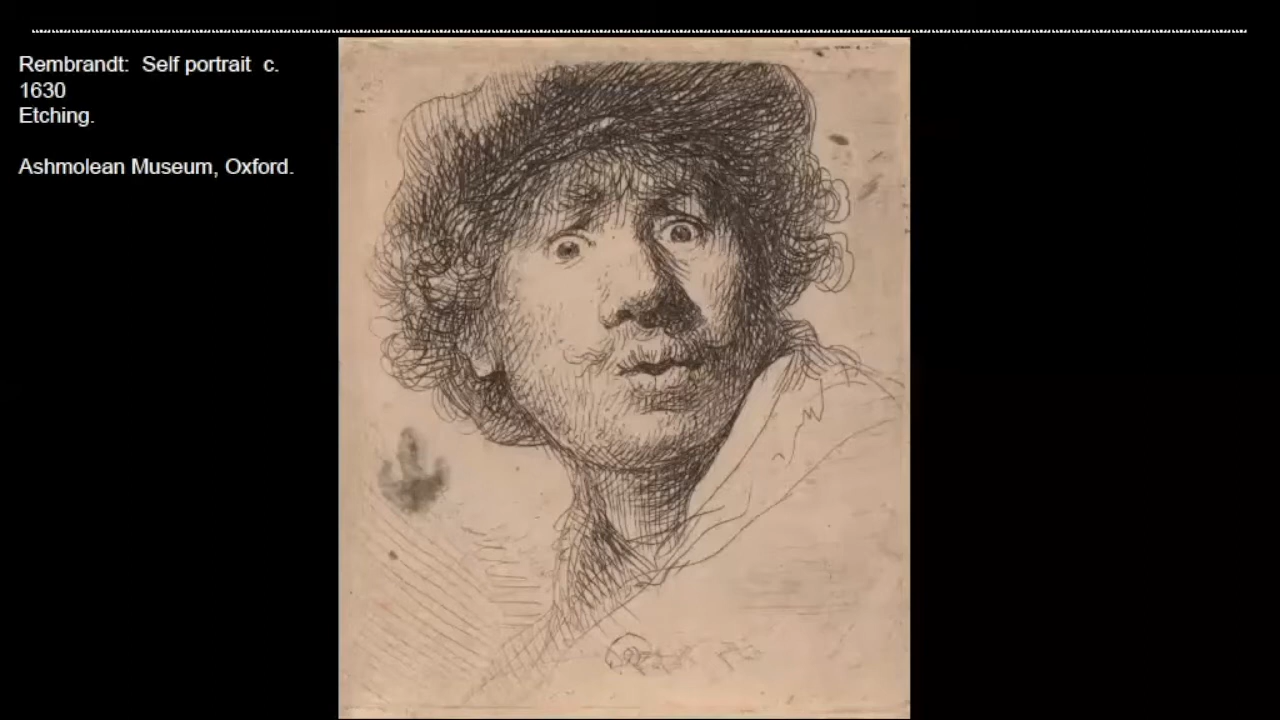 Rembrandt: Self portrait c.
1630
Etching.
Ashmolean Museum, Oxford.